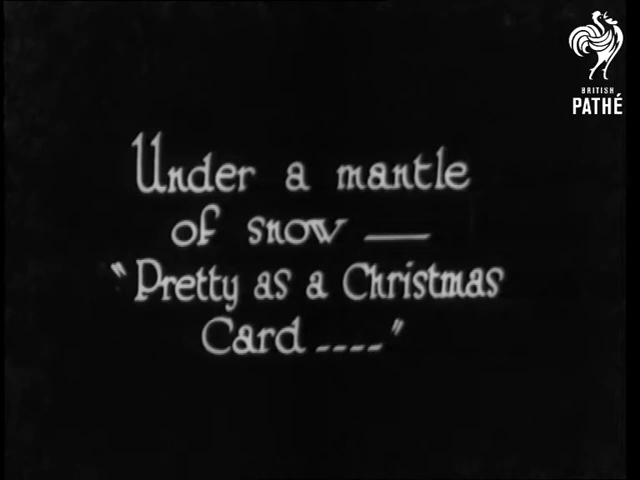 BRITISH
PATHÉ
Under a mantle
of snow —
"Pretty as a Christmas
Card ----"